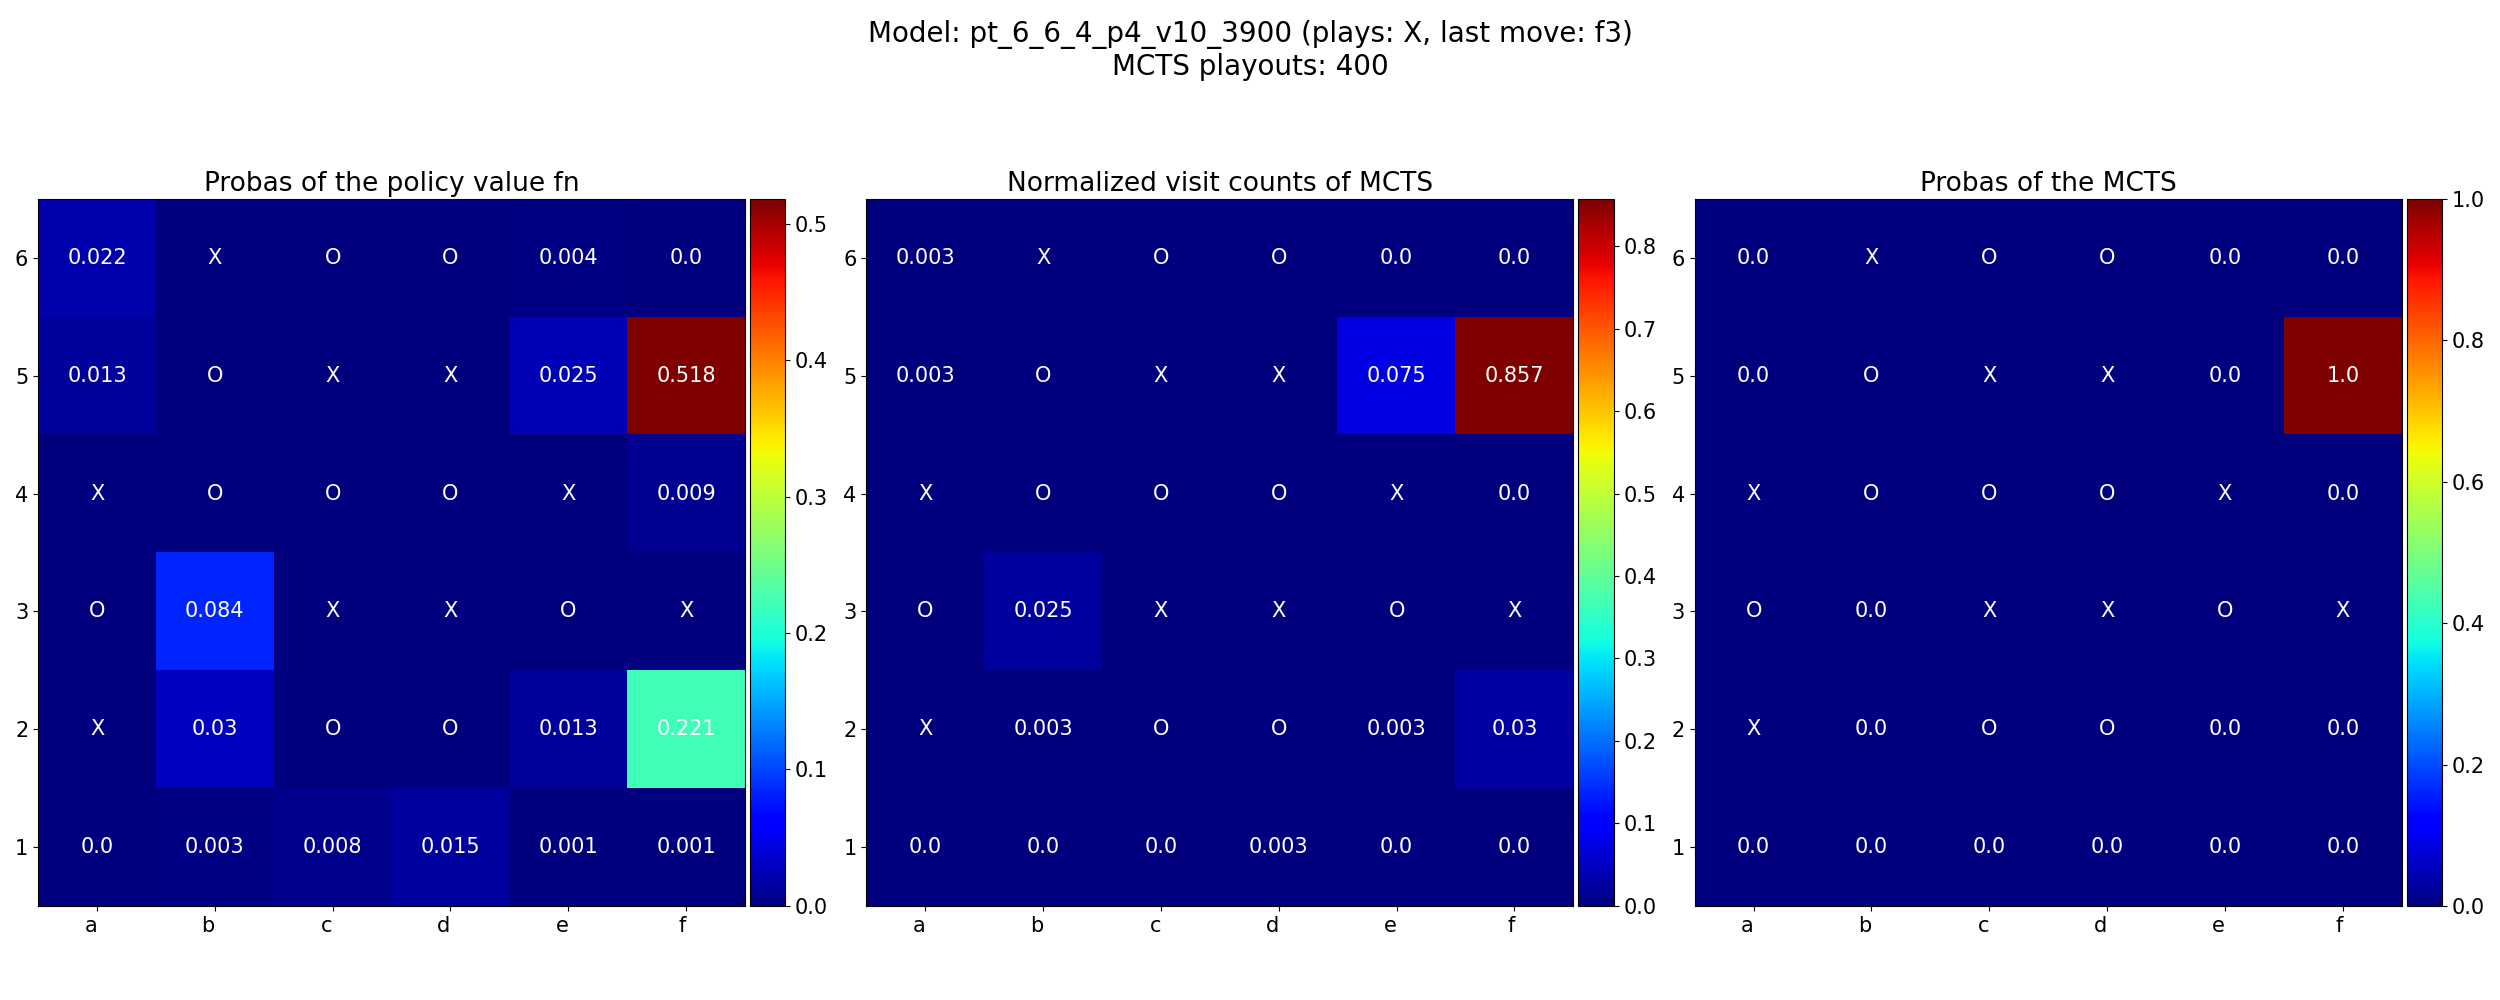 Model: pt_6_6_4_p4_v10_3900 (plays: X, last move: f3)
MCTS playouts: 400
Probas of the policy value fn
6 0.022 X O O 0.004 0.0
5 0.013 O X X 0.025 0.518
4 X O O O X 0.009
3 O 0.084 X X O X
2 X 0.03 O O 0.013 0.221
1 0.0 0.003 0.008 0.015 0.001 0.001
a b c d e f
0.5
0.4
0.3
0.2
0.1
0.0
Normalized visit counts of MCTS
6 0.003 X O O 0.0 0.0
5 0.003 O X X 0.075 0.857
4 X O O O X 0.0
3 O 0.025 X X O X
2 X 0.003 O O 0.003 0.03
1 0.0 0.0 0.0 0.003 0.0 0.0
a b c d e f
0.8
0.7
0.6
0.5
0.4
0.3
0.2
0.1
0.0
Probas of the MCTS
6 0.0 X O O 0.0 0.0
5 0.0 O X X 0.0 1.0
4 X O O O X 0.0
3 O 0.0 X X O X
2 X 0.0 O O 0.0 0.0
1 0.0 0.0 0.0 0.0 0.0 0.0
a b c d e f
1.0
0.8
0.6
0.4
0.2
0.0